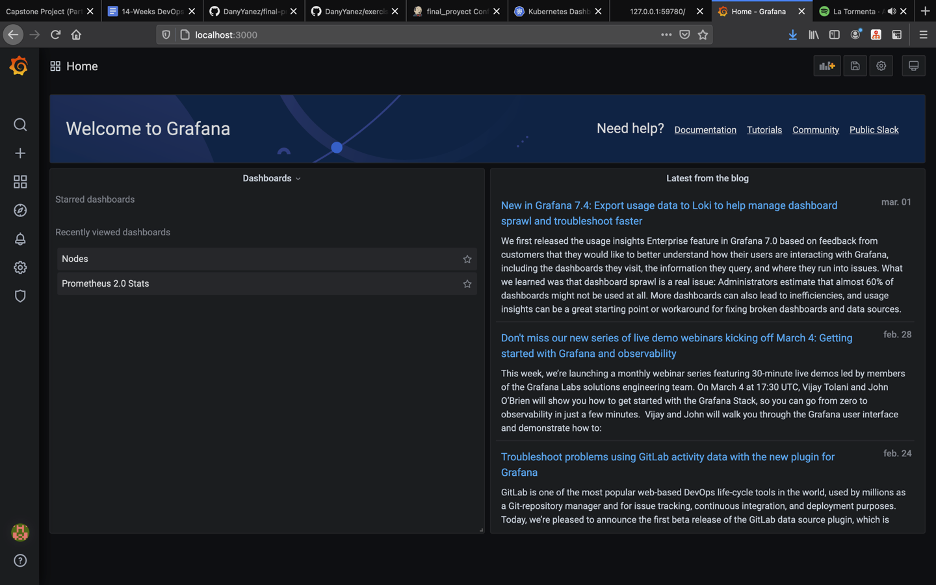 Capstone Project (Part
14-Weeks DevOps
DanyYanez/final-p
DanyYanez/exerci
final_proyect Con
Kubernetes Dashb
127.0.0.1:59780/
Home - Grafana
La Tormenta -
localhost:3000
Home
Welcome to Grafana
Need help?
Documentation
Tutorials
Community
Public Slack
Dashboards
Starred dashboards
Recently viewed dashboards
Nodes
Prometheus 2.0 Stats
Latest from the blog
New in Grafana 7.4: Export usage data to Loki to help manage dashboard
sprawl and troubleshoot faster
mar. 01
We first released the usage insights Enterprise feature in Grafana 7.0 based on feedback from
customers that they would like to better understand how their users are interacting with Grafana,
including the dashboards they visit, the information they query, and where they run into issues. What
we learned was that dashboard sprawl is a real issue: Administrators estimate that almost 60% of
dashboards might not be used at all. More dashboards can also lead to inefficiencies, and usage
insights can be a great starting point or workaround for fixing broken dashboards and data sources.
Don't miss our new series of live demo webinars kicking off March 4: Getting
started with Grafana and observability
feb. 28
This week, we're launching a monthly webinar series featuring 30-minute live demos led by members
of the Grafana Labs solutions engineering team. On March 4 at 17:30 UTC, Vijay Tolani and John
O'Brien will show you how to get started with the Grafana Stack, so you can go from zero to
observability in just a few minutes. Vijay and John will walk you through the Grafana user interface
and demonstrate how to:
Troubleshoot problems using GitLab activity data with the new plugin for
Grafana
feb. 24
GitLab is one of the most popular web-based DevOps life-cycle tools in the world, used by millions as
a Git-repository manager and for issue tracking, continuous integration, and deployment purposes.
Today, we're pleased to announce the first beta release of the GitLab data source plugin, which is